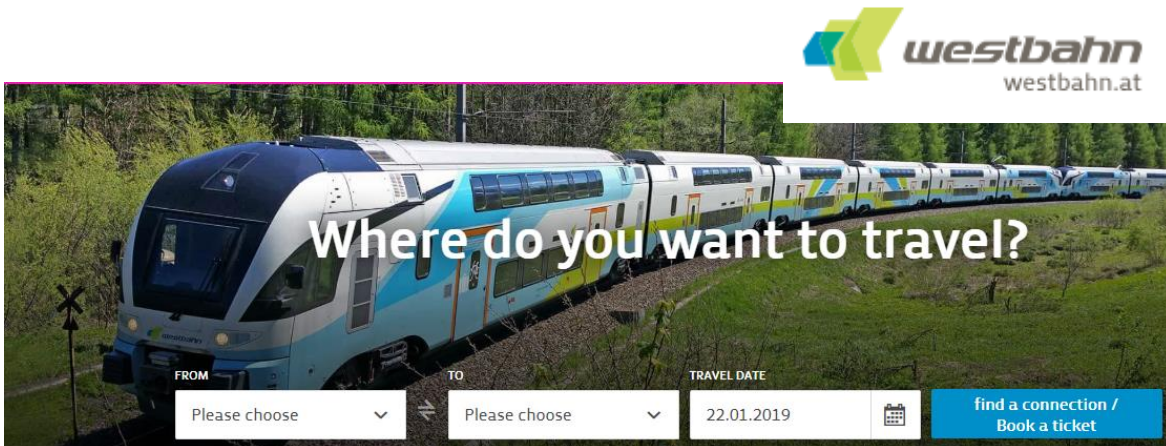 westbahn
westbahn.at
Where do you want to travel?
westbahn
FROM
TO
TRAVEL DATE
Please choose
Please choose
22.01.2019
find a connection /
Book a ticket